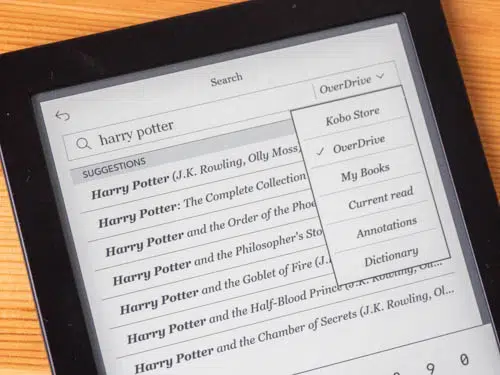 Search
harry potter
OverDrive
SUGGESTIONS
Harry Potter (J.K. Rowling, Olly Moss,
Harry Potter: The Complete Collection
Harry Potter and the Order of the Phoe
Harry Potter and the Philosopher's Sto
Harry Potter and the Goblet of Fire (J.
Harry Potter and the Half-Blood Prince (J.K. Rowling, Oll...
Harry Potter and the Chamber of Secrets (J.K. Rowling, Ol...
Kobo Store
OverDrive
My Books
Current read
Annotations
Dictionary
9 0